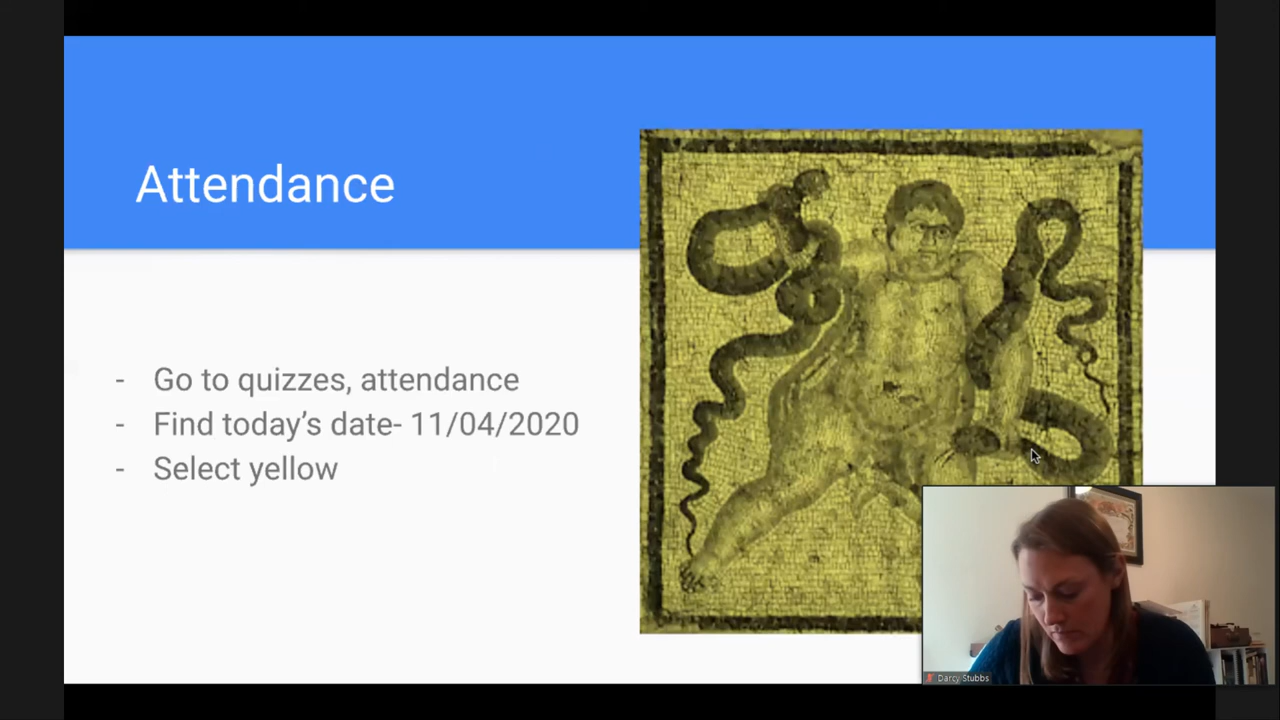 Attendance
- Go to quizzes, attendance
- Find today’s date- 11/04/2020
- Select yellow
Darcy Stubbs